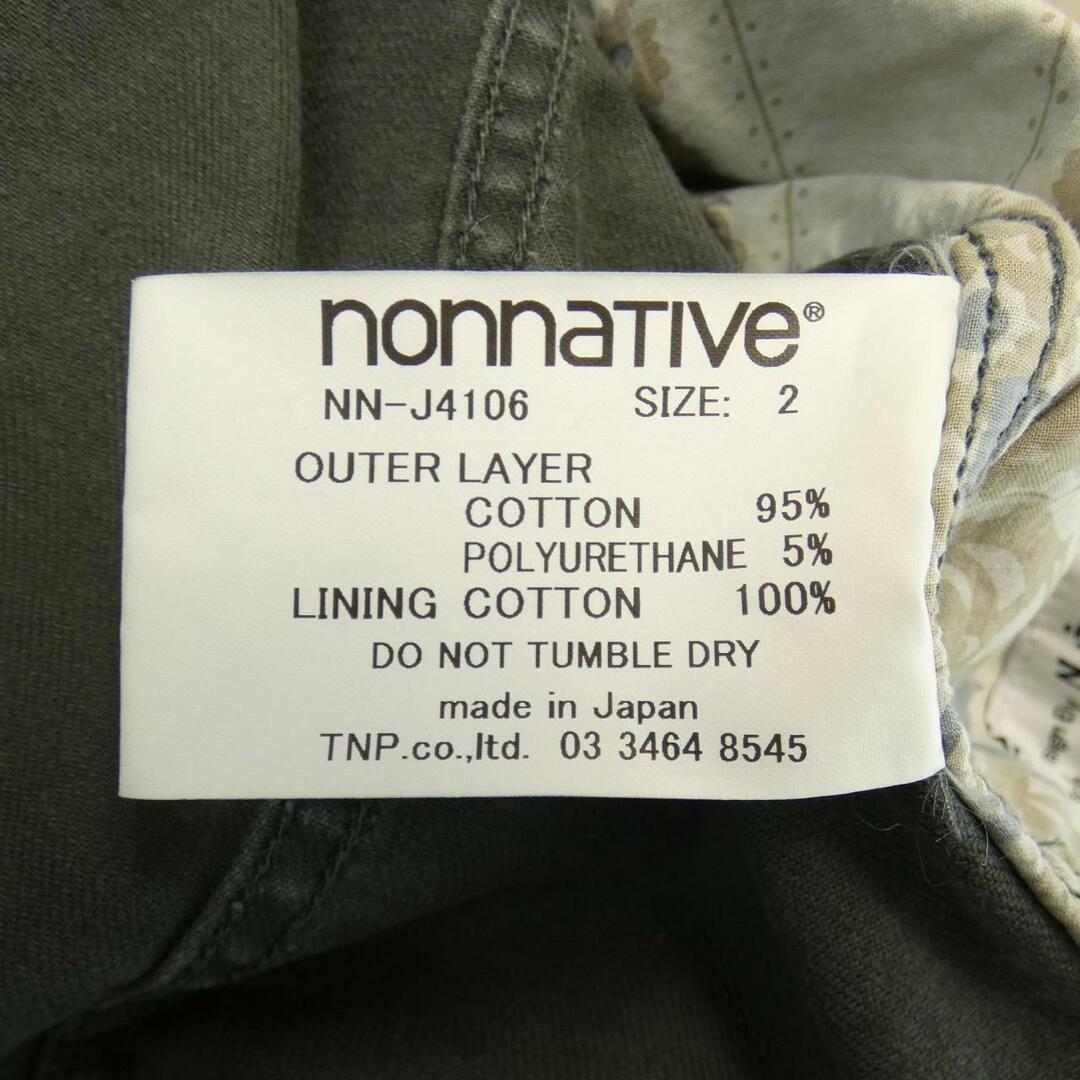 nonnaTIVe®
NN-J4106 SIZE: 2
OUTER LAYER
COTTON 95%
POLYURETHANE 5%
LINING COTTON 100%
DO NOT TUMBLE DRY
made in Japan
TNP.co.,ltd. 03 3464 8545
By